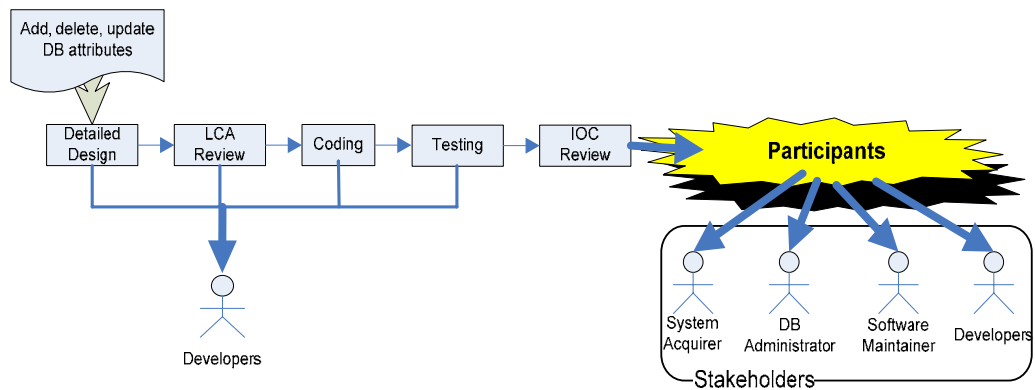 Add, delete, update
DB attributes
Detailed
Design
LCA
Review
Coding
Testing
IOC
Review
Participants
Developers
System
Acquirer
DB
Administrator
Software
Maintainer
Developers
Stakeholders